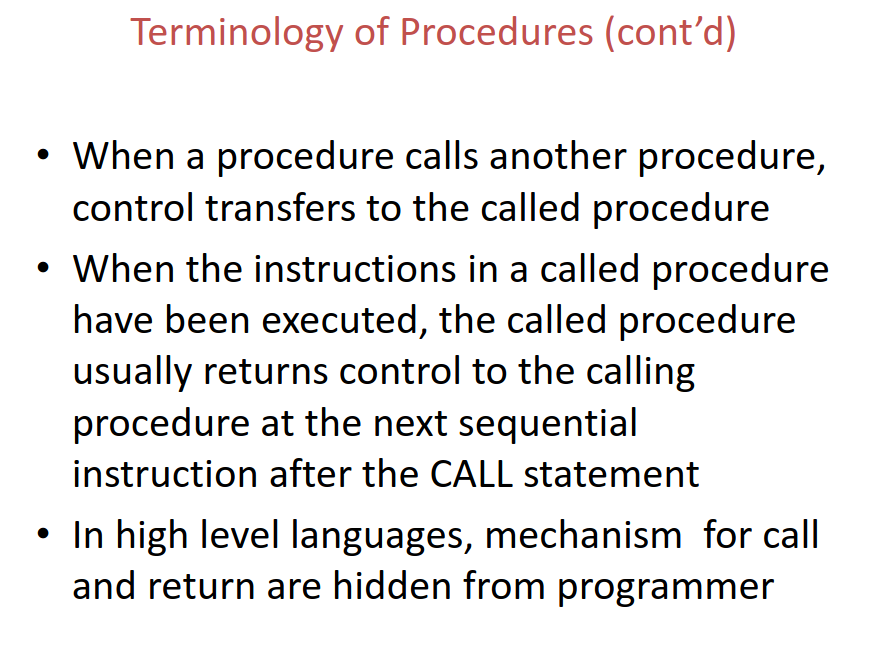 Terminology of Procedures (cont’d)
• When a procedure calls another procedure,
control transfers to the called procedure
• When the instructions in a called procedure
have been executed, the called procedure
usually returns control to the calling
procedure at the next sequential
instruction after the CALL statement
• In high level languages, mechanism  for call
and return are hidden from programmer